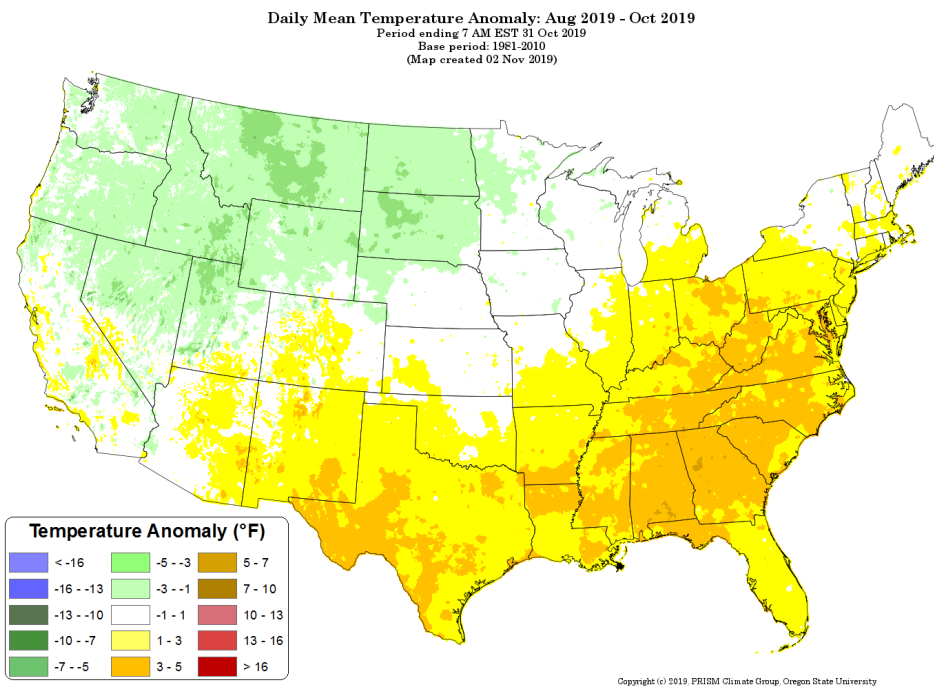 Daily Mean Temperature Anomaly: Aug 2019 - Oct 2019
Period ending 7 AM EST 31 Oct 2019
Base period: 1981-2010
(Map created 02 Nov 2019)
Temperature Anomaly (°F)
< -16
-16 - -13
-13 - -10
-10 - -7
-7 - -5
-5 - -3
-3 - -1
-1 - 1
1 - 3
3 - 5
5 - 7
7 - 10
10 - 13
13 - 16
> 16
Copyright (c) 2019, PRISM Climate Group, Oregon State University